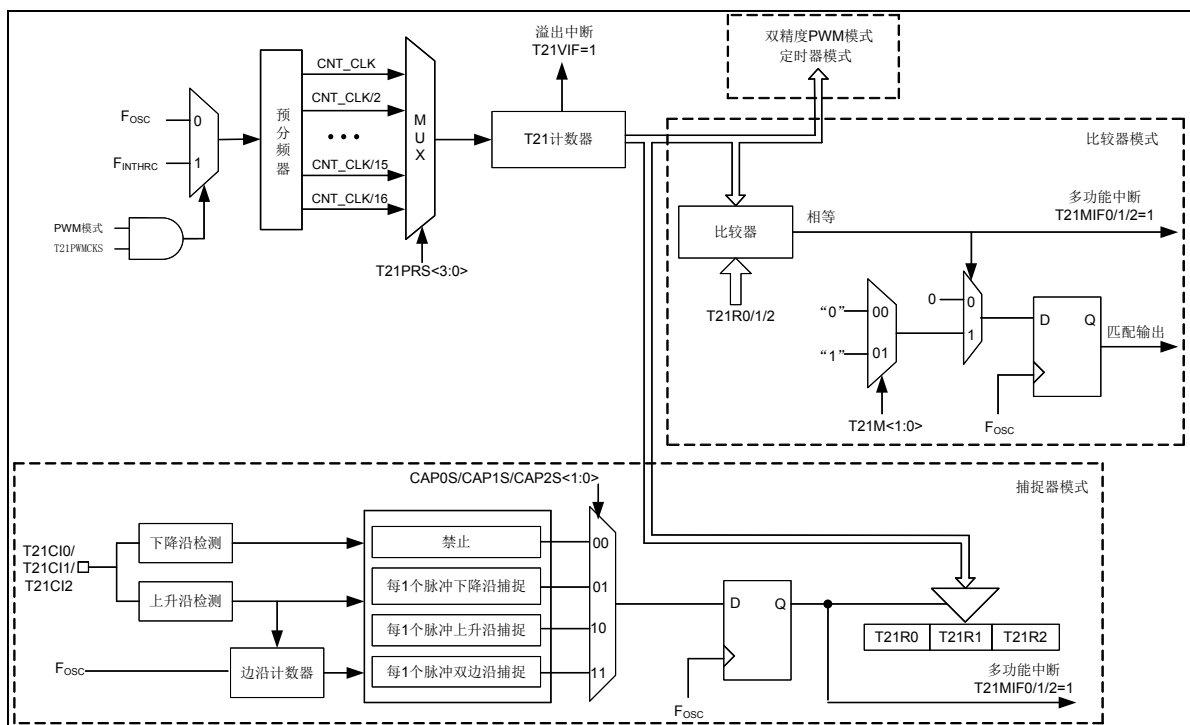 溢出中断
T21VIF=1
双精度PWM模式
定时器模式
FOSC
FINTHRC
0
1
PWM模式
T21PWMCKS
预分频器
CNT_CLK
CNT_CLK/2
•••
CNT_CLK/15
CNT_CLK/16
MUX
T21PRS<3:0>
T21计数器
比较器模式
比较器
相等
多功能中断
T21MIF0/1/2=1
T21R0/1/2
“0”
“1”
00
01
T21M<1:0>
0
0
1
D
Q
FOSC
匹配输出
捕捉器模式
CAP0S/CAP1S/CAP2S<1:0>
T21CI0/
T21CI1/
T21CI2
下降沿检测
上升沿检测
FOSC
边沿计数器
禁止
每1个脉冲下降沿捕捉
每1个脉冲上升沿捕捉
每1个脉冲双边沿捕捉
00
01
10
11
D
Q
FOSC
T21R0
T21R1
T21R2
多功能中断
T21MIF0/1/2=1